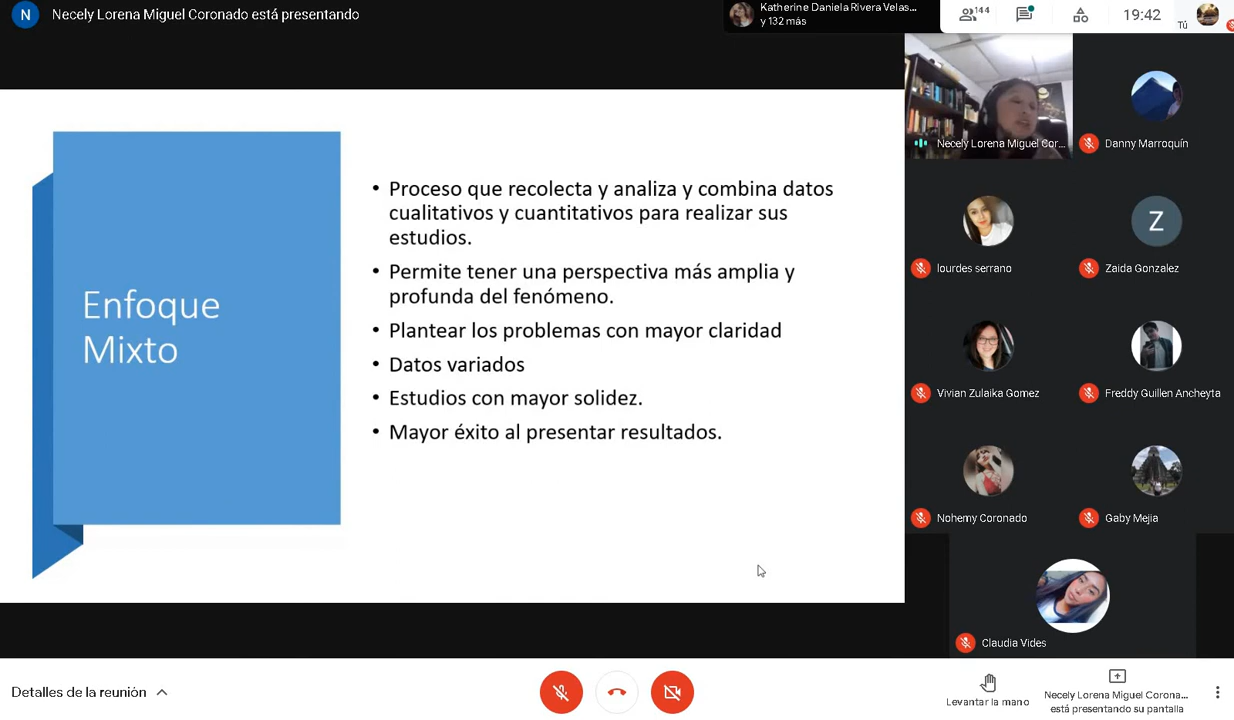 N
Necely Lorena Miguel Coronado está presentando
Katherine Daniela Rivera Velas...
y 132 más
144
19:42
Tú
Enfoque
Mixto
• Proceso que recolecta y analiza y combina datos
cualitativos y cuantitativos para realizar sus
estudios.
• Permite tener una perspectiva más amplia y
profunda del fenómeno.
• Plantear los problemas con mayor claridad
• Datos variados
• Estudios con mayor solidez.
• Mayor éxito al presentar resultados.
Necely Lorena Miguel Cor...
Danny Marroquín
lourdes serrano
Z
Zaida Gonzalez
Vivian Zulaika Gomez
Freddy Guillen Ancheyta
Nohemy Coronado
Gaby Mejia
Claudia Vides
Detalles de la reunión
Levantar la mano
Necely Lorena Miguel Corona...
está presentando su pantalla